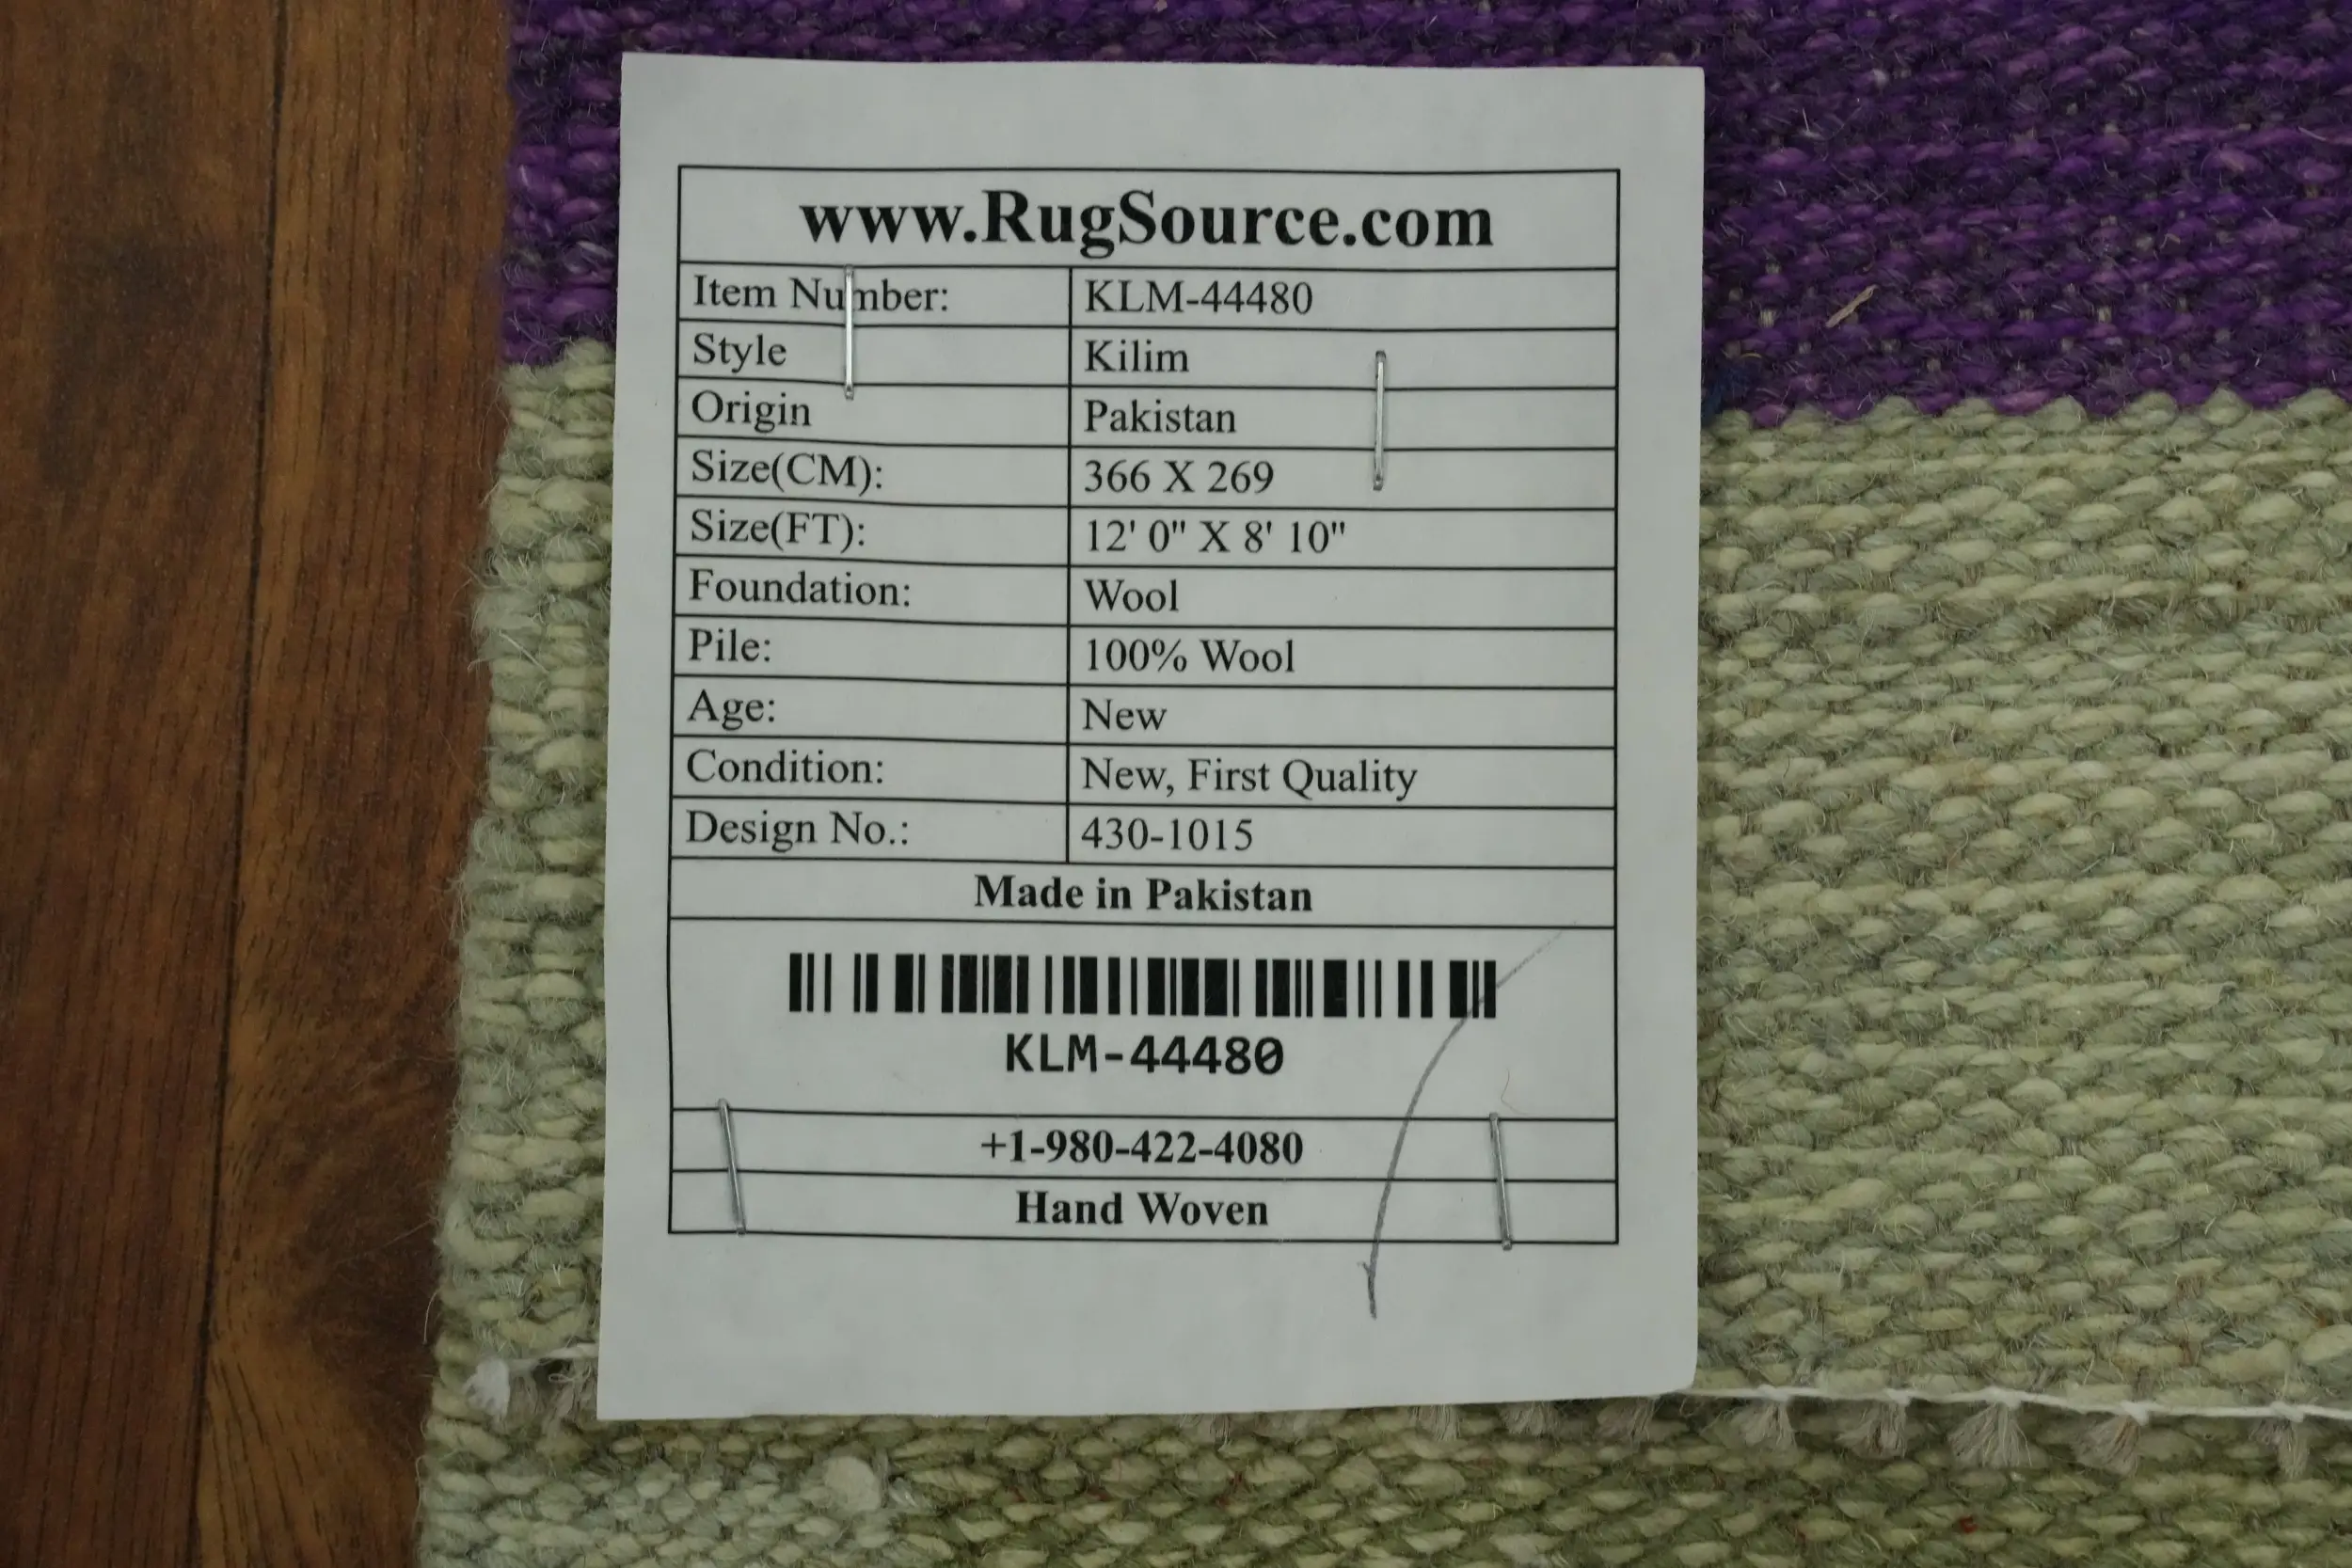 www.RugSource.com
Item Number: KLM-44480
Style Kilim
Origin Pakistan
Size(CM): 366 X 269
Size(FT): 12' 0" X 8' 10"
Foundation: Wool
Pile: 100% Wool
Age: New
Condition: New, First Quality
Design No.: 430-1015
Made in Pakistan
KLM-44480
+1-980-422-4080
Hand Woven